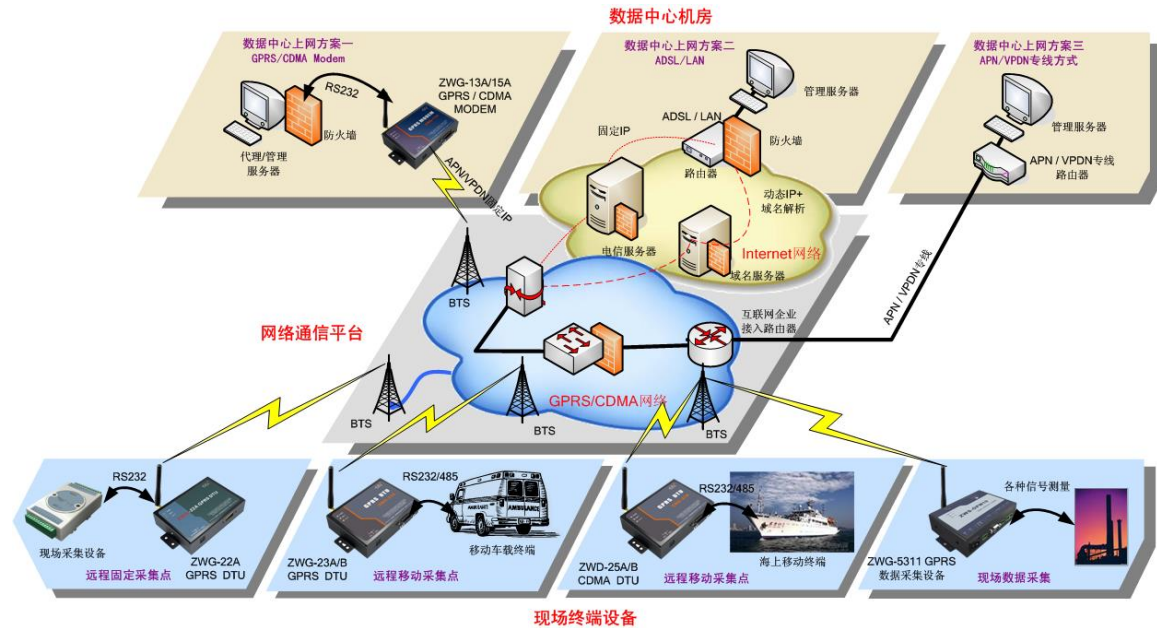 数据中心机房
数据中心上网方案一
GPRS/CDMA Modem
RS232
ZWG-13A/15A
GPRS / CDMA
MODEM
防火墙
代理/管理
服务器
APN/VPDN固定IP
数据中心上网方案二
ADSL/LAN
管理服务器
ADSL / LAN
固定IP
防火墙
路由器
动态IP+
域名解析
电信服务器
Internet网络
域名服务器
数据中心上网方案三
APN/VPDN专线方式
管理服务器
APN / VPDN专线
路由器
APN / VPDN专线
BTS
网络通信平台
互联网企业
接入路由器
GPRS/CDMA网络
BTS
BTS
BTS
RS232
现场采集设备
ZWG-22A
GPRS DTU
远程固定采集点
GPRS DTU
RS232/485
AMBULANCE
移动车载终端
ZWG-23A/B
GPRS DTU
远程移动采集点
RS232/485
海上移动终端
ZWD-25A/B
CDMA DTU
远程移动采集点
各种信号测量
ZWG-5311 GPRS
数据采集设备
现场数据采集
现场终端设备